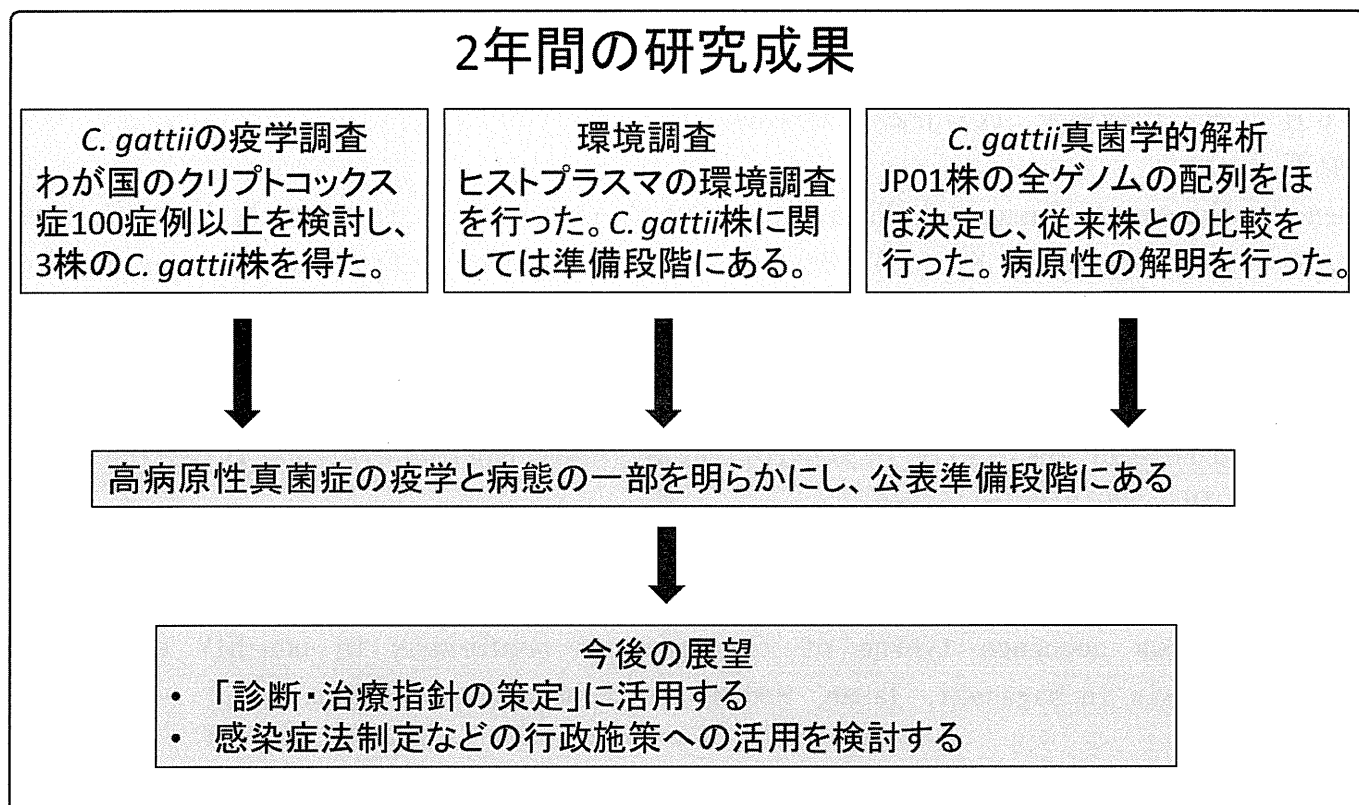 2年間の研究成果
C. gattiiの疫学調査
わが国のクリプトコックス
症100症例以上を検討し、
3株のC. gattii株を得た。
環境調査
ヒストプラスマの環境調査
を行った。C. gattii株に関
しては準備段階にある。
C. gattii真菌学的解析
JP01株の全ゲノムの配列をほ
ぼ決定し、従来株との比較を
行った。病原性の解明を行った。
高病原性真菌症の疫学と病態の一部を明らかにし、公表準備段階にある
今後の展望
• 「診断・治療指針の策定」に活用する
• 感染症法制定などの行政施策への活用を検討する